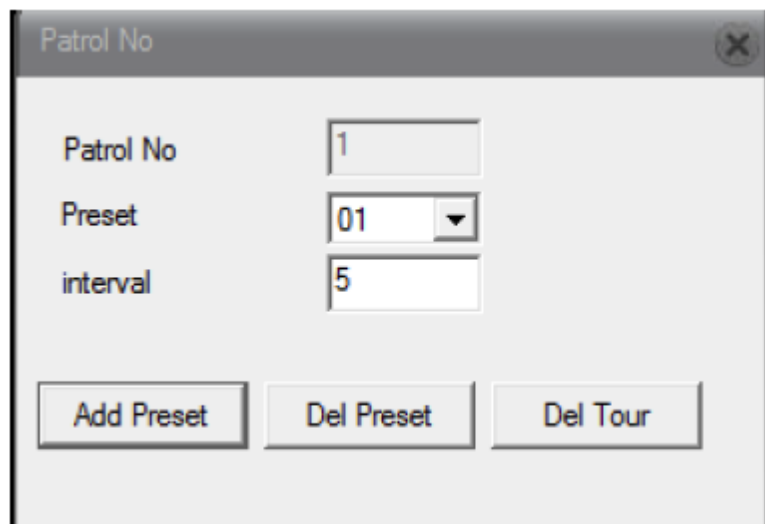 Patrol No
Patrol No 1
Preset 01
interval 5
Add Preset Del Preset Del Tour